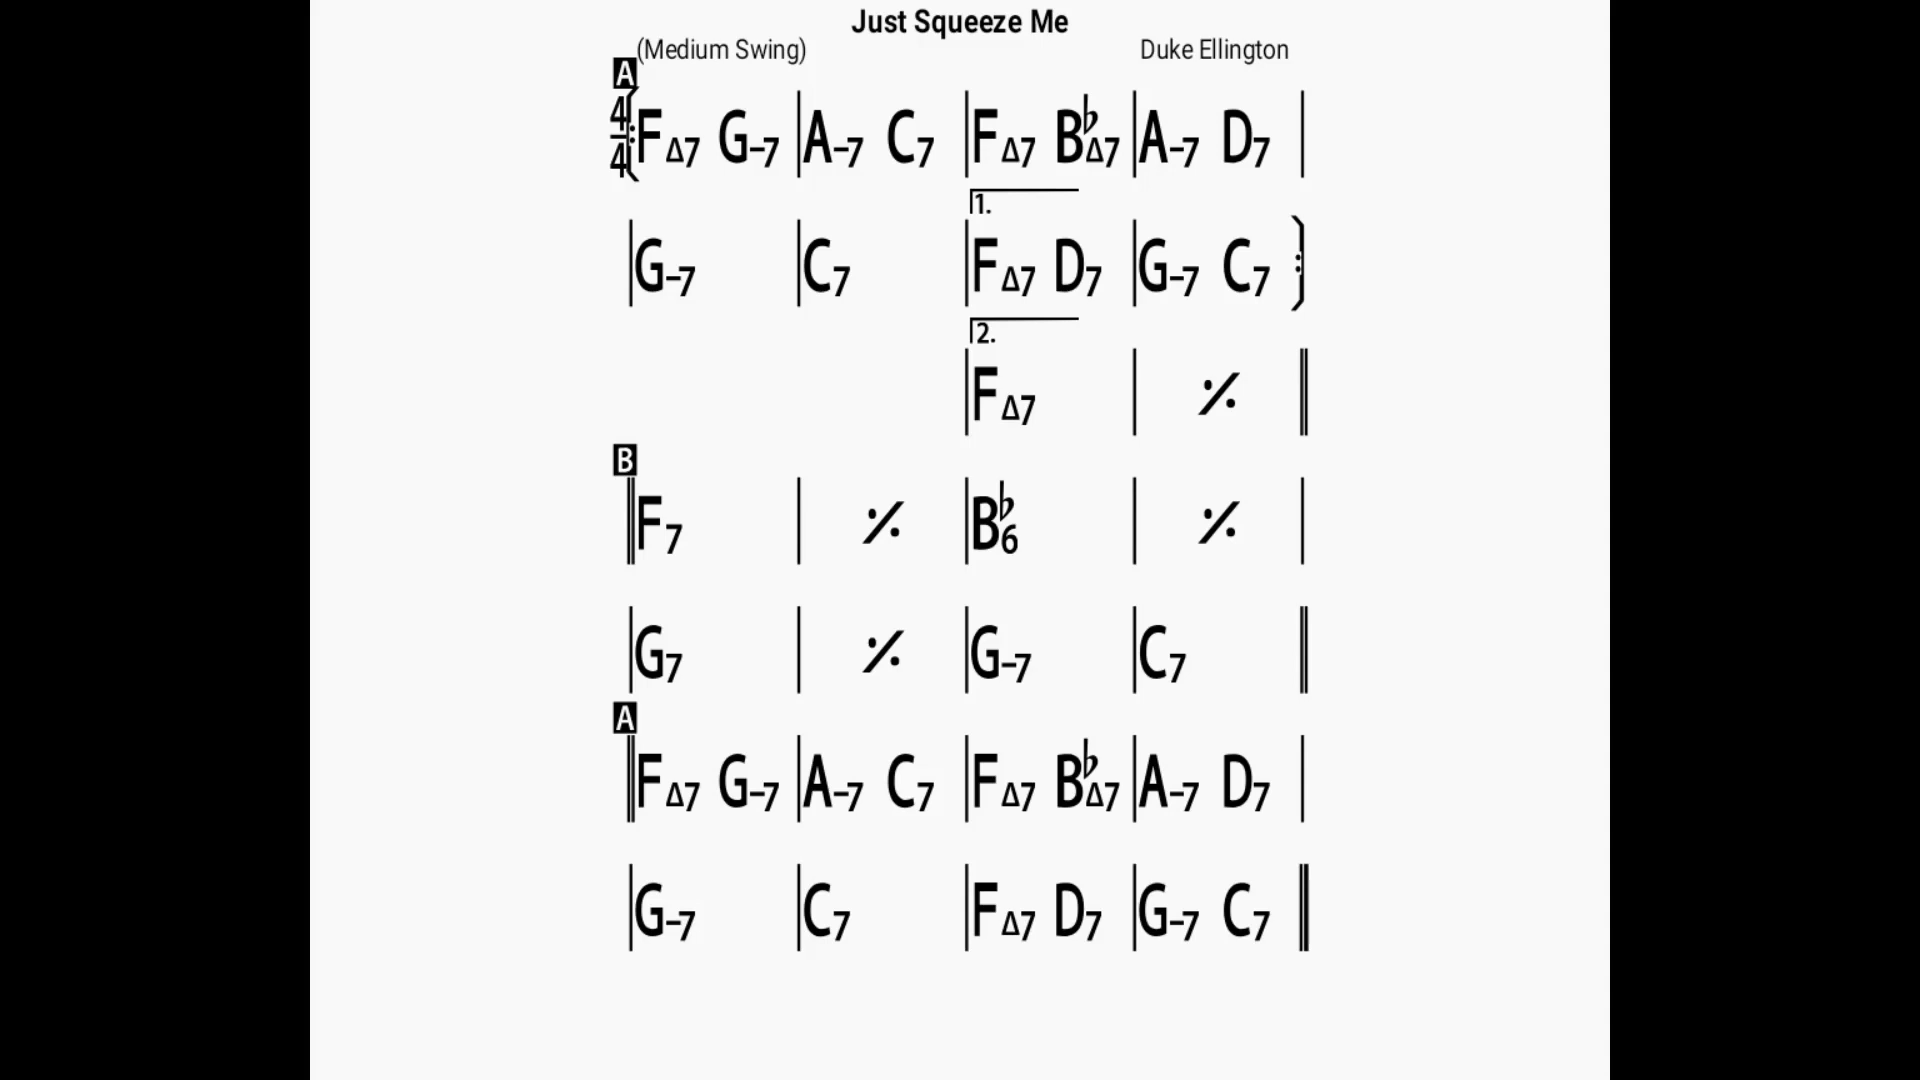 Just Squeeze Me
(Medium Swing) Duke Ellington
A
4/4 FΔ7 G-7 A-7 C7 FΔ7 B♭Δ7 A-7 D7
1.
G-7 C7 FΔ7 D7 G-7 C7
2.
FΔ7 𝄎
B
F7 𝄎 B♭6 𝄎
G7 𝄎 G-7 C7
A
FΔ7 G-7 A-7 C7 FΔ7 B♭Δ7 A-7 D7
G-7 C7 FΔ7 D7 G-7 C7